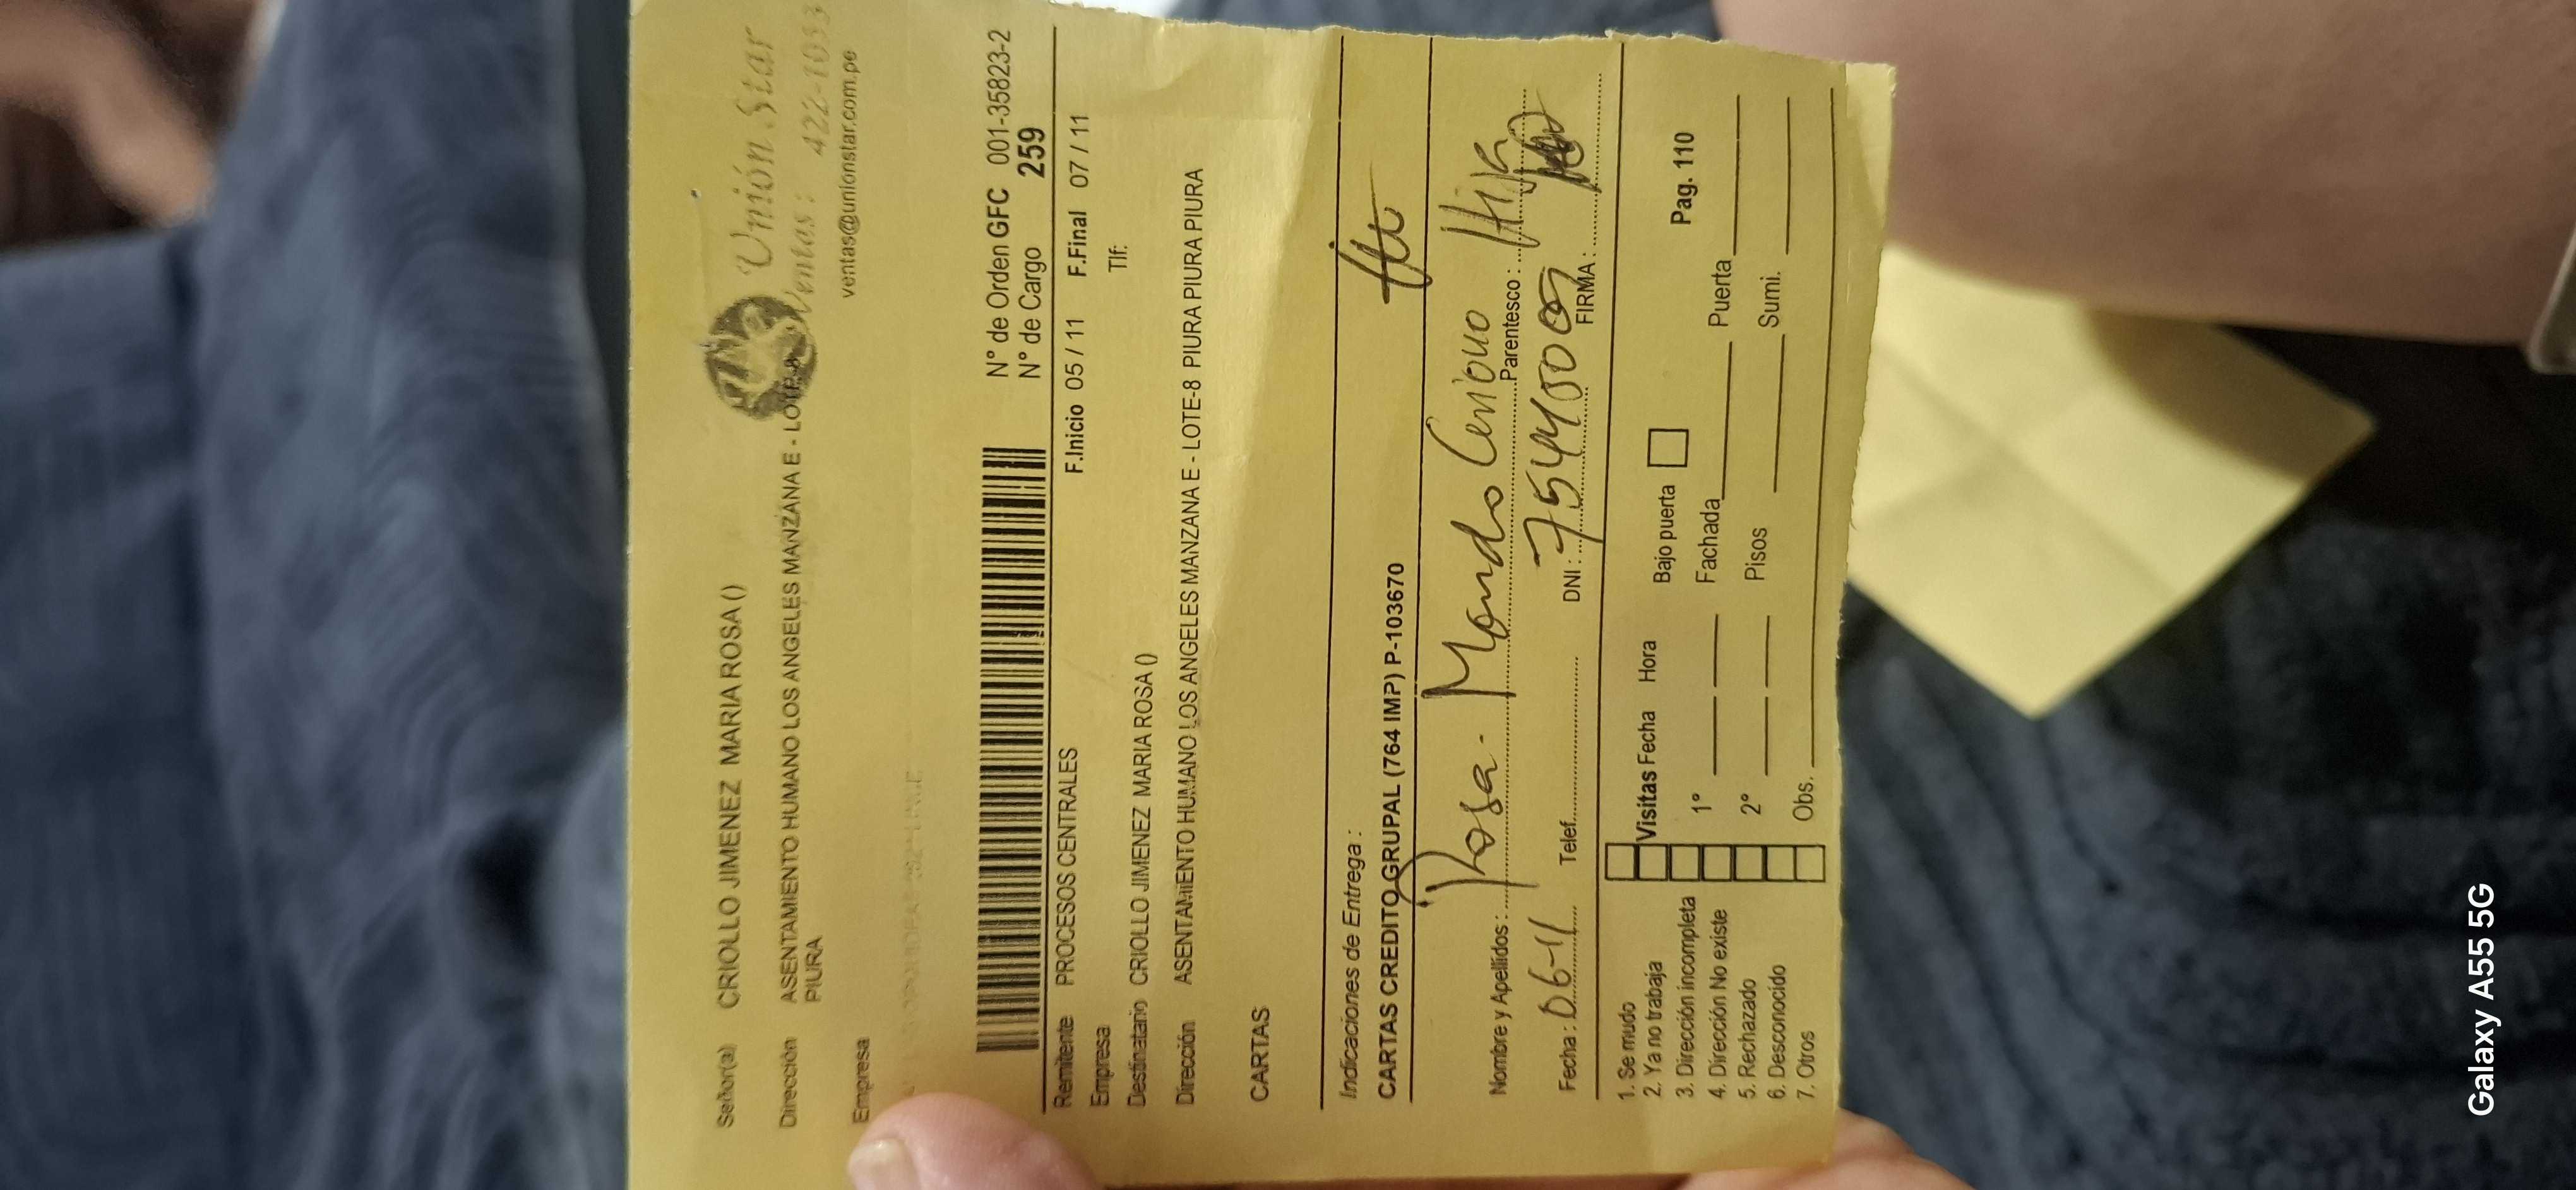 Unión Star
Ventas : 422-1033
ventas@unionstar.com.pe
Señor(a) CRIOLLO JIMENEZ MARIA ROSA ()
Dirección ASENTAMIENTO HUMANO LOS ANGELES MANZANA E - LOTE-8
PIURA
Empresa
N° de Orden GFC 001-35823-2
N° de Cargo 259
Remitente PROCESOS CENTRALES F.Inicio 05 / 11 F.Final 07 / 11
Empresa Tlf:
Destinatario CRIOLLO JIMENEZ MARIA ROSA ()
Dirección ASENTAMIENTO HUMANO LOS ANGELES MANZANA E - LOTE-8 PIURA PIURA PIURA
CARTAS
Indicaciones de Entrega :
CARTAS CREDITO GRUPAL (764 IMP) P-103670
Nombre y Apellidos : Rosa Parentesco : Hija
Fecha : 06-11 Telef. DNI : FIRMA :
1. Se mudo
2. Ya no trabaja Visitas Fecha Hora Bajo puerta
3. Dirección incompleta Pag. 110
4. Dirección No existe 1° Fachada Puerta
5. Rechazado 2° Pisos Sumi.
6. Desconocido
7. Otros Obs.
Galaxy A55 5G